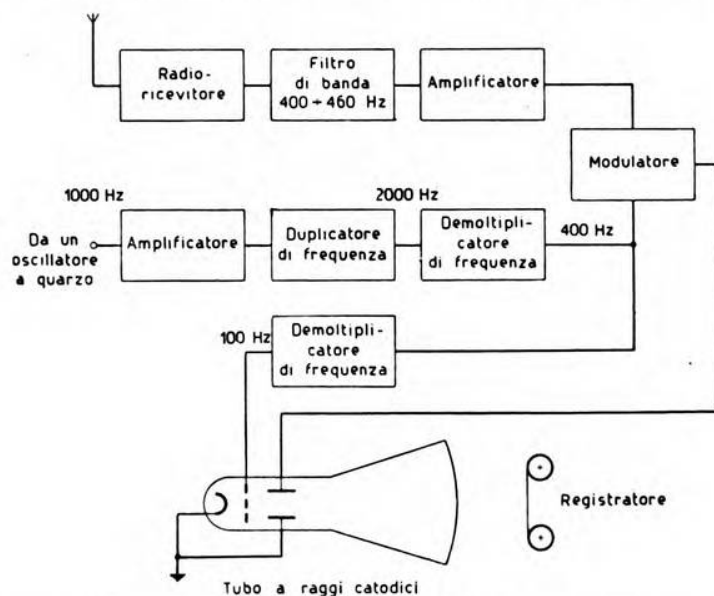 Radio-
ricevitore
Filtro
di banda
400 ÷ 460 Hz
Amplificatore
Modulatore
1000 Hz
2000 Hz
Da un
oscillatore
a quarzo
Amplificatore
Duplicatore
di frequenza
Demoltipli-
catore
di frequenza
400 Hz
100 Hz
Demoltipli-
catore
di frequenza
Registratore
Tubo a raggi catodici